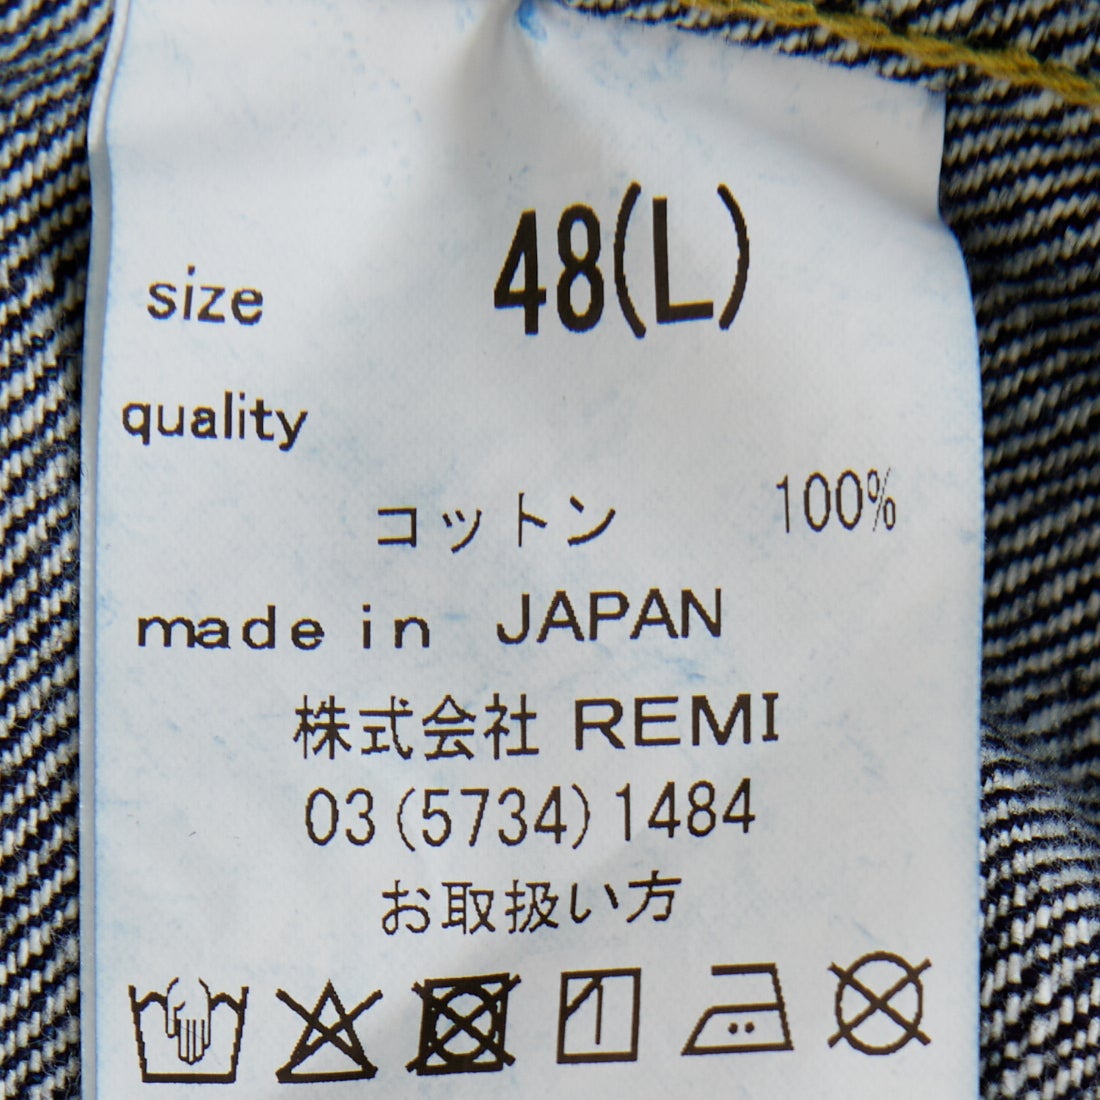 size 48(L)
quality
コットン 100%
made in JAPAN
株式会社 REMI
03(5734)1484
お取扱い方